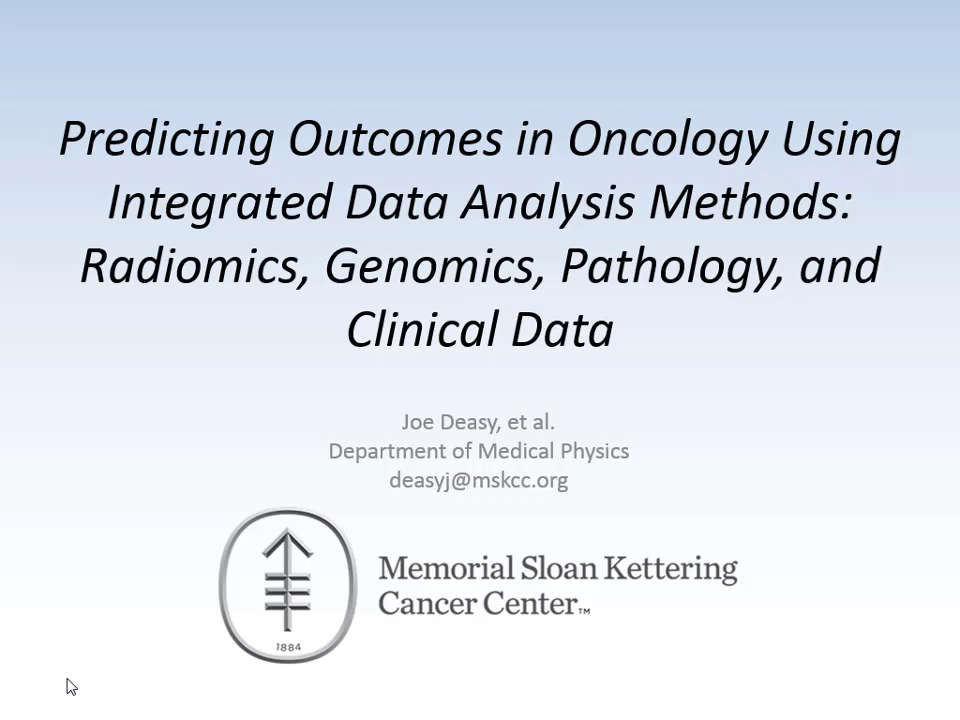 Predicting Outcomes in Oncology Using
Integrated Data Analysis Methods:
Radiomics, Genomics, Pathology, and
Clinical Data
Joe Deasy, et al.
Department of Medical Physics
deasyj@mskcc.org
Memorial Sloan Kettering
Cancer Center™
1884